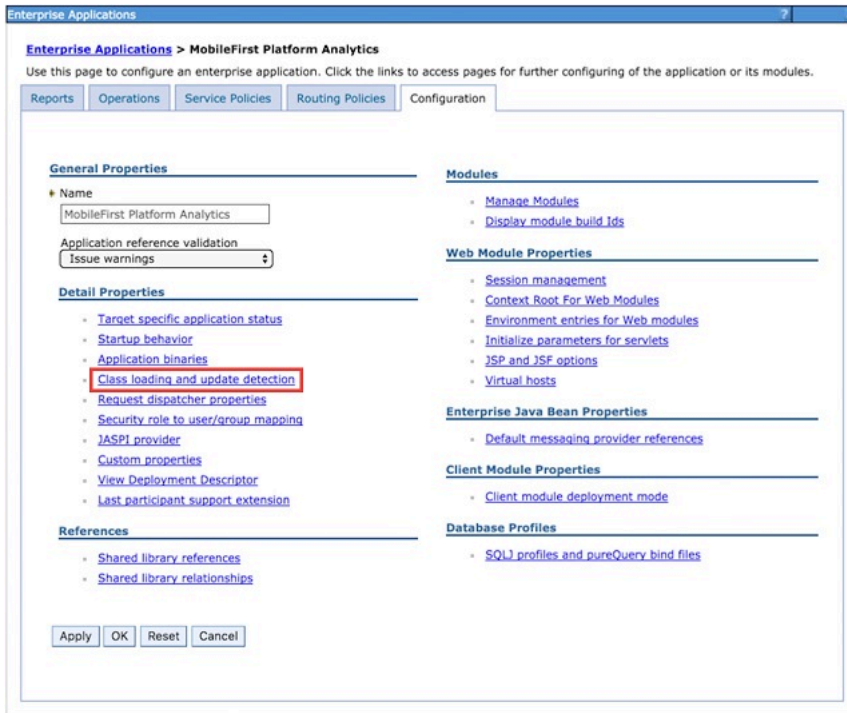 Enterprise Applications
?
Enterprise Applications > MobileFirst Platform Analytics
Use this page to configure an enterprise application. Click the links to access pages for further configuring of the application or its modules.
Reports Operations Service Policies Routing Policies Configuration
General Properties
Name
MobileFirst Platform Analytics
Application reference validation
Issue warnings
Detail Properties
Target specific application status
Startup behavior
Application binaries
Class loading and update detection
Request dispatcher properties
Security role to user/group mapping
JASPI provider
Custom properties
View Deployment Descriptor
Last participant support extension
References
Shared library references
Shared library relationships
Modules
Manage Modules
Display module build Ids
Web Module Properties
Session management
Context Root For Web Modules
Environment entries for Web modules
Initialize parameters for servlets
JSP and JSF options
Virtual hosts
Enterprise Java Bean Properties
Default messaging provider references
Client Module Properties
Client module deployment mode
Database Profiles
SQLJ profiles and pureQuery bind files
Apply OK Reset Cancel